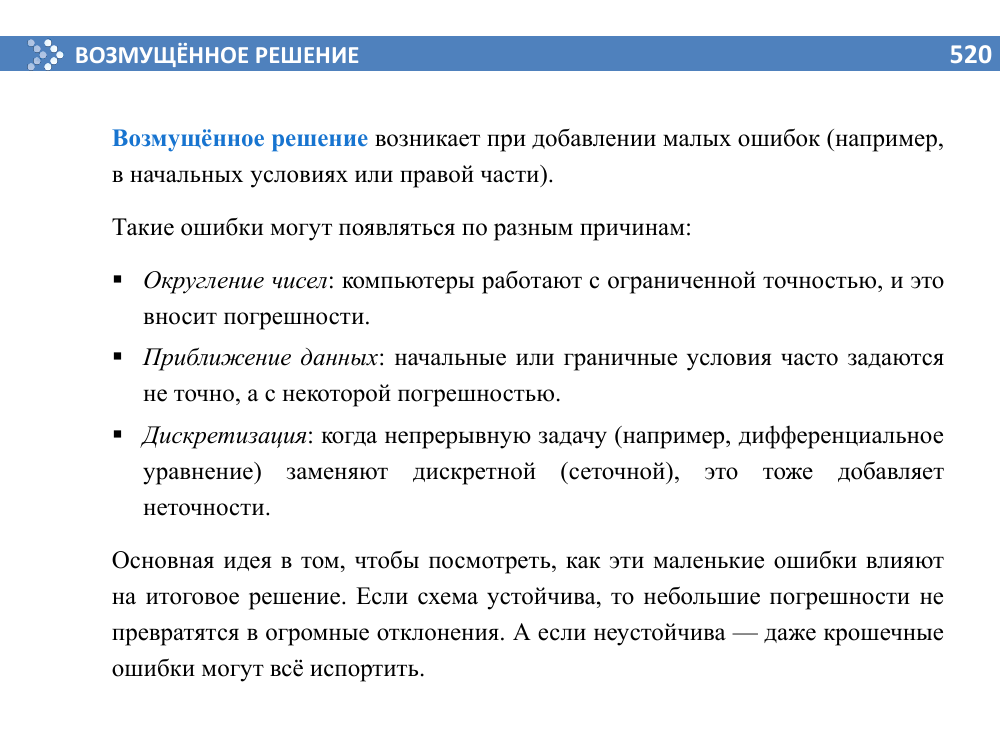 ВОЗМУЩЁННОЕ РЕШЕНИЕ
520
Возмущённое решение возникает при добавлении малых ошибок (например,
в начальных условиях или правой части).
Такие ошибки могут появляться по разным причинам:
▪ Округление чисел: компьютеры работают с ограниченной точностью, и это
вносит погрешности.
▪ Приближение данных: начальные или граничные условия часто задаются
не точно, а с некоторой погрешностью.
▪ Дискретизация: когда непрерывную задачу (например, дифференциальное
уравнение) заменяют дискретной (сеточной), это тоже добавляет
неточности.
Основная идея в том, чтобы посмотреть, как эти маленькие ошибки влияют
на итоговое решение. Если схема устойчива, то небольшие погрешности не
превратятся в огромные отклонения. А если неустойчива — даже крошечные
ошибки могут всё испортить.